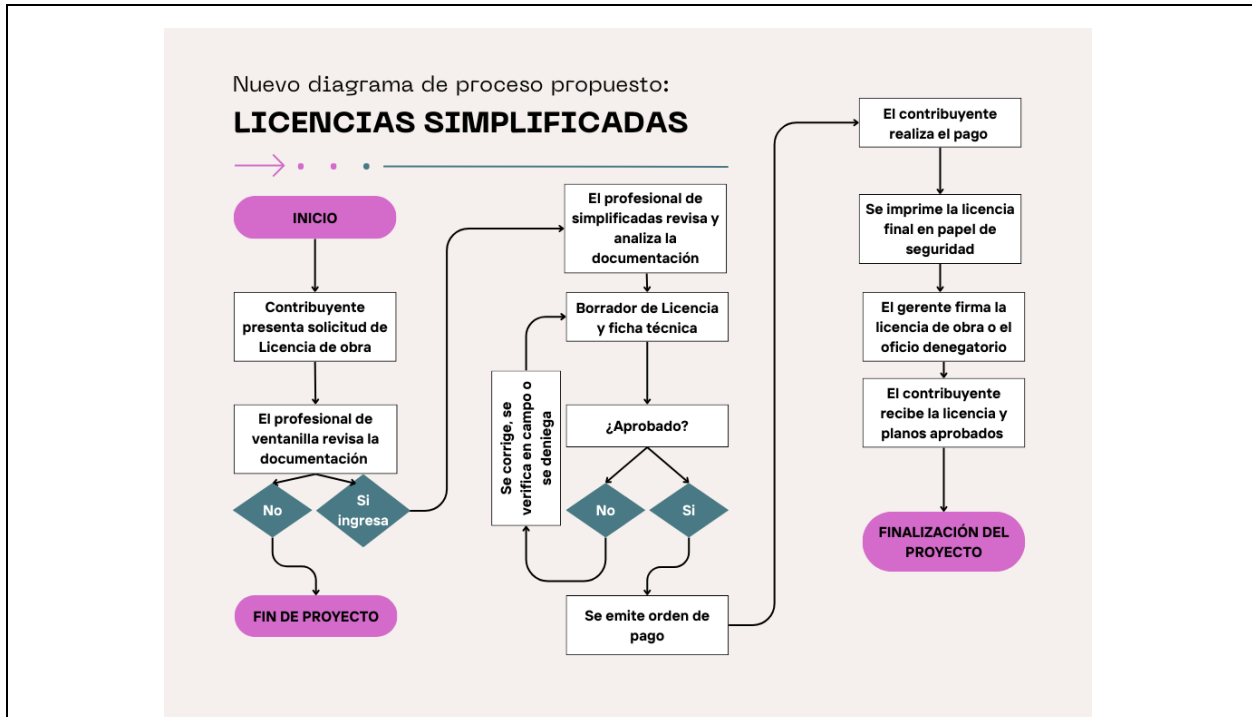 Nuevo diagrama de proceso propuesto:
LICENCIAS SIMPLIFICADAS
INICIO
Contribuyente
presenta solicitud de
Licencia de obra
El profesional de
ventanilla revisa la
documentación
No
Si
ingresa
FIN DE PROYECTO
El profesional de
simplificadas revisa y
analiza la
documentación
Borrador de Licencia
y ficha técnica
Se corrige, se
verifica en campo o
se deniega
¿Aprobado?
No
Si
Se emite orden de
pago
El contribuyente
realiza el pago
Se imprime la licencia
final en papel de
seguridad
El gerente firma la
licencia de obra o el
oficio denegatorio
El contribuyente
recibe la licencia y
planos aprobados
FINALIZACIÓN DEL
PROYECTO